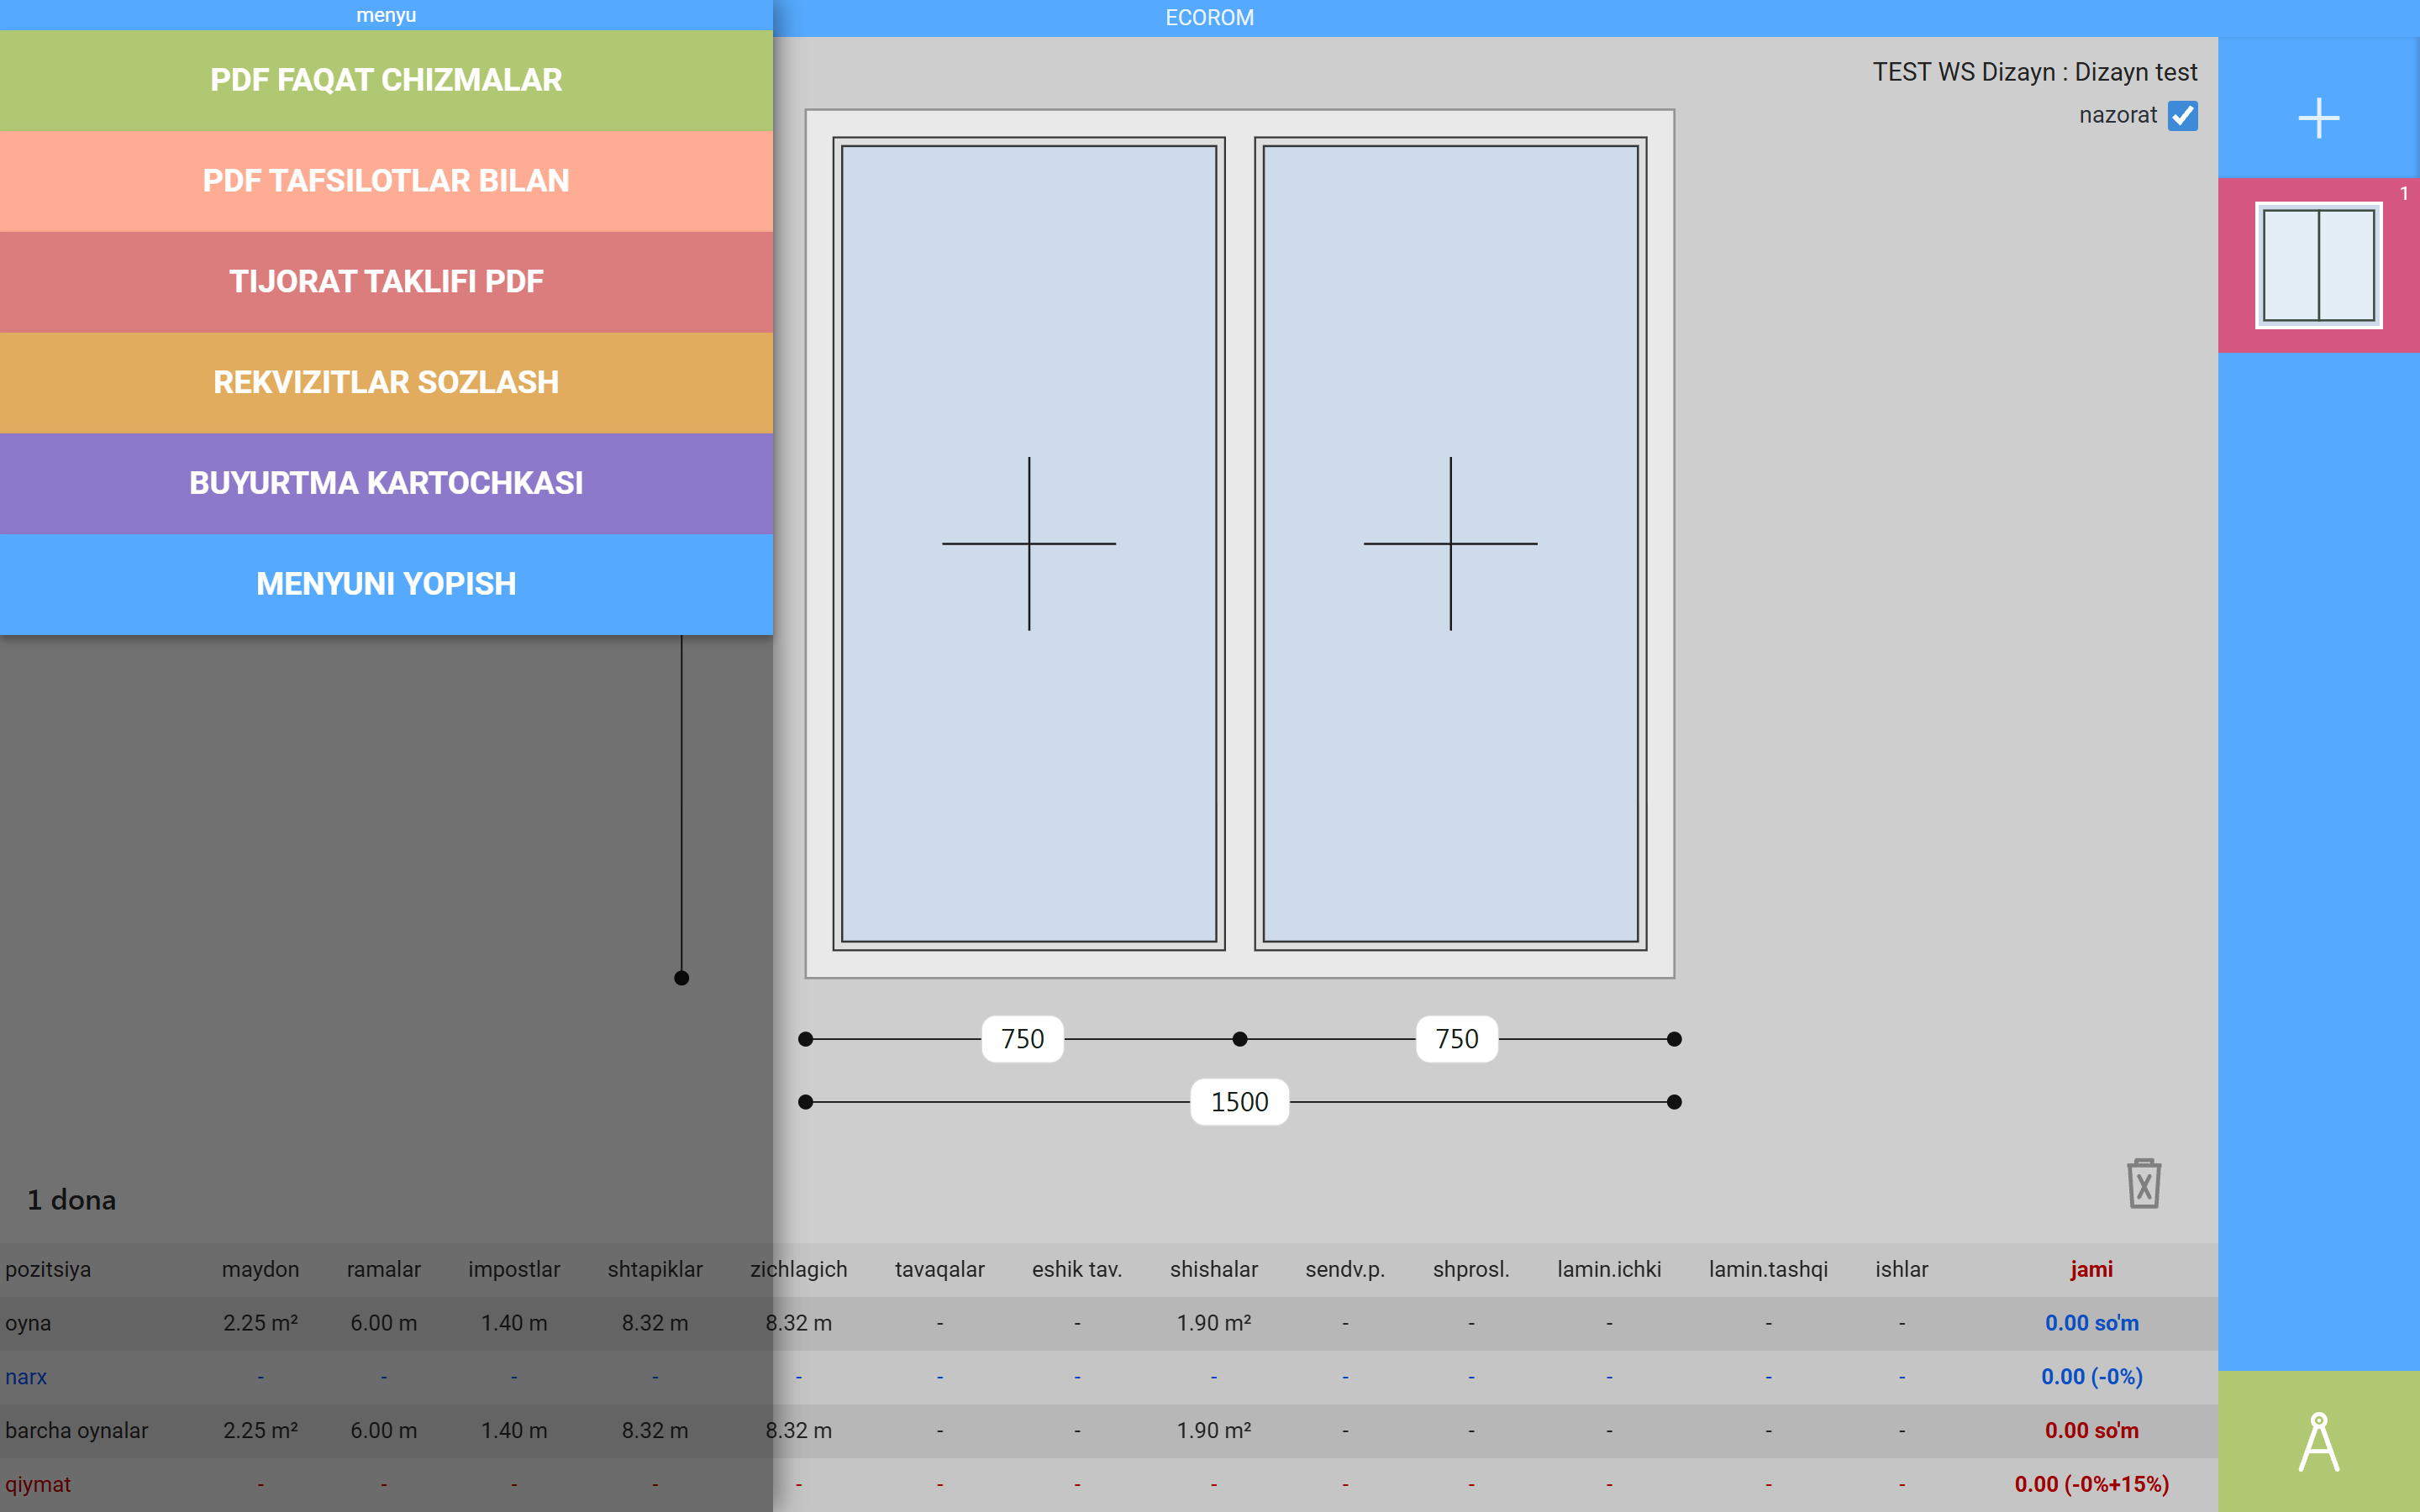 menyu
ECOROM
PDF FAQAT CHIZMALAR
PDF TAFSILOTLAR BILAN
TIJORAT TAKLIFI PDF
REKVIZITLAR SOZLASH
BUYURTMA KARTOCHKASI
MENYUNI YOPISH
TEST WS Dizayn : Dizayn test
nazorat
1
750 750
1500
1 dona
pozitsiya maydon ramalar impostlar shtapiklar zichlagich tavaqalar eshik tav. shishalar sendv.p. shprosl. lamin.ichki lamin.tashqi ishlar jami
oyna 2.25 m² 6.00 m 1.40 m 8.32 m 8.32 m - - 1.90 m² - - - - - 0.00 so'm
narx - - - - - - - - - - - - - 0.00 (-0%)
barcha oynalar 2.25 m² 6.00 m 1.40 m 8.32 m 8.32 m - - 1.90 m² - - - - - 0.00 so'm
qiymat - - - - - - - - - - - - - 0.00 (-0%+15%)